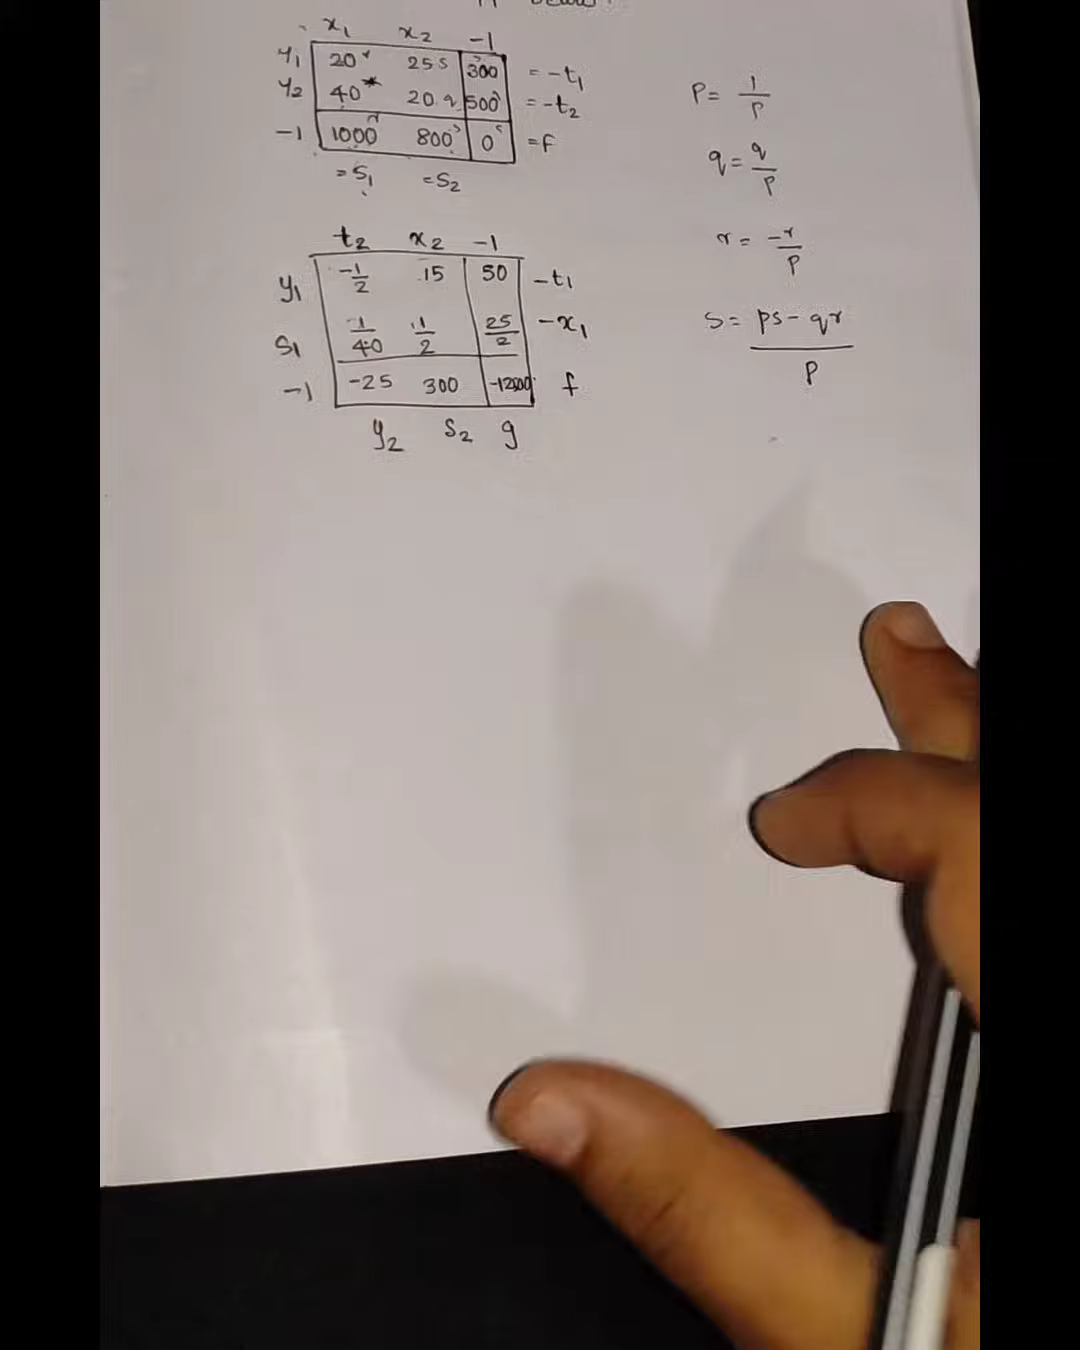 x1 x2 -1
y1 20 r 25 s 300 s = -t1
y2 40* 20 q 500 q = -t2
-1 1000 r 800 s 0 s = f
= s1 = s2
t2 x2 -1
y1 -1/2 15 50 -t1
s1 1/40 1/2 25/2 -x1
-1 -25 300 f
y2 s2 g
P = 1/P
q = q/P
r = -r/P
s = ps - qr / P